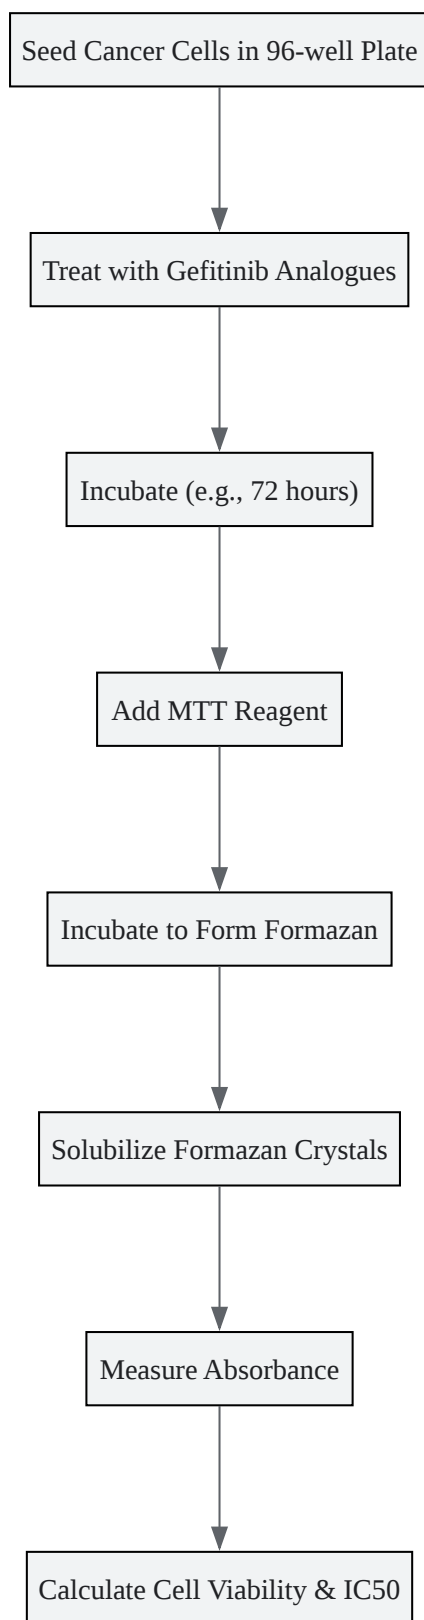 Seed Cancer Cells in 96-well Plate
Treat with Gefitinib Analogues
Incubate (e.g., 72 hours)
Add MTT Reagent
Incubate to Form Formazan
Solubilize Formazan Crystals
Measure Absorbance
Calculate Cell Viability & IC50